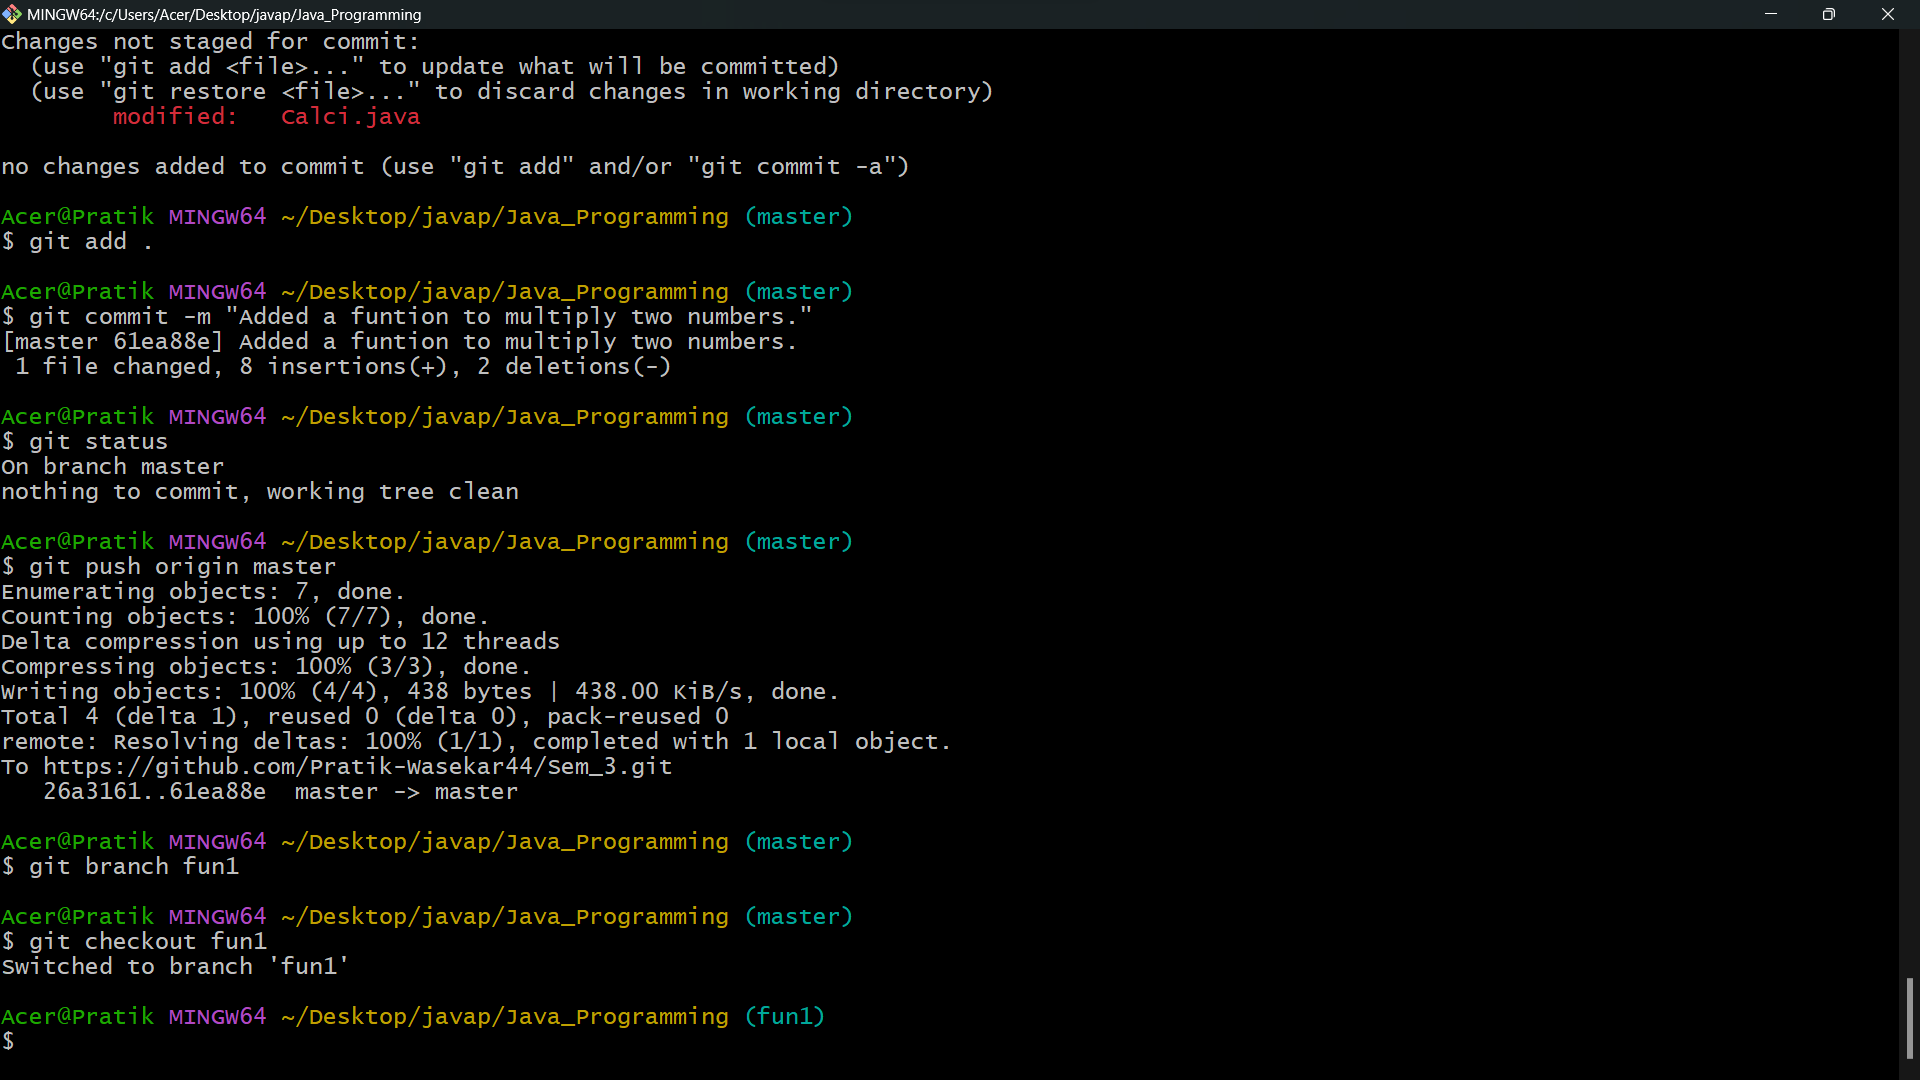 MINGW64:/c/Users/Acer/Desktop/javap/Java_Programming
Changes not staged for commit:
  (use "git add <file>..." to update what will be committed)
  (use "git restore <file>..." to discard changes in working directory)
        modified:   Calci.java
no changes added to commit (use "git add" and/or "git commit -a")
Acer@Pratik MINGW64 ~/Desktop/javap/Java_Programming (master)
$ git add .
Acer@Pratik MINGW64 ~/Desktop/javap/Java_Programming (master)
$ git commit -m "Added a funtion to multiply two numbers."
[master 61ea88e] Added a funtion to multiply two numbers.
 1 file changed, 8 insertions(+), 2 deletions(-)
Acer@Pratik MINGW64 ~/Desktop/javap/Java_Programming (master)
$ git status
On branch master
nothing to commit, working tree clean
Acer@Pratik MINGW64 ~/Desktop/javap/Java_Programming (master)
$ git push origin master
Enumerating objects: 7, done.
Counting objects: 100% (7/7), done.
Delta compression using up to 12 threads
Compressing objects: 100% (3/3), done.
Writing objects: 100% (4/4), 438 bytes | 438.00 KiB/s, done.
Total 4 (delta 1), reused 0 (delta 0), pack-reused 0
remote: Resolving deltas: 100% (1/1), completed with 1 local object.
To https://github.com/Pratik-Wasekar44/Sem_3.git
   26a3161..61ea88e  master -> master
Acer@Pratik MINGW64 ~/Desktop/javap/Java_Programming (master)
$ git branch fun1
Acer@Pratik MINGW64 ~/Desktop/javap/Java_Programming (master)
$ git checkout fun1
Switched to branch 'fun1'
Acer@Pratik MINGW64 ~/Desktop/javap/Java_Programming (fun1)
$